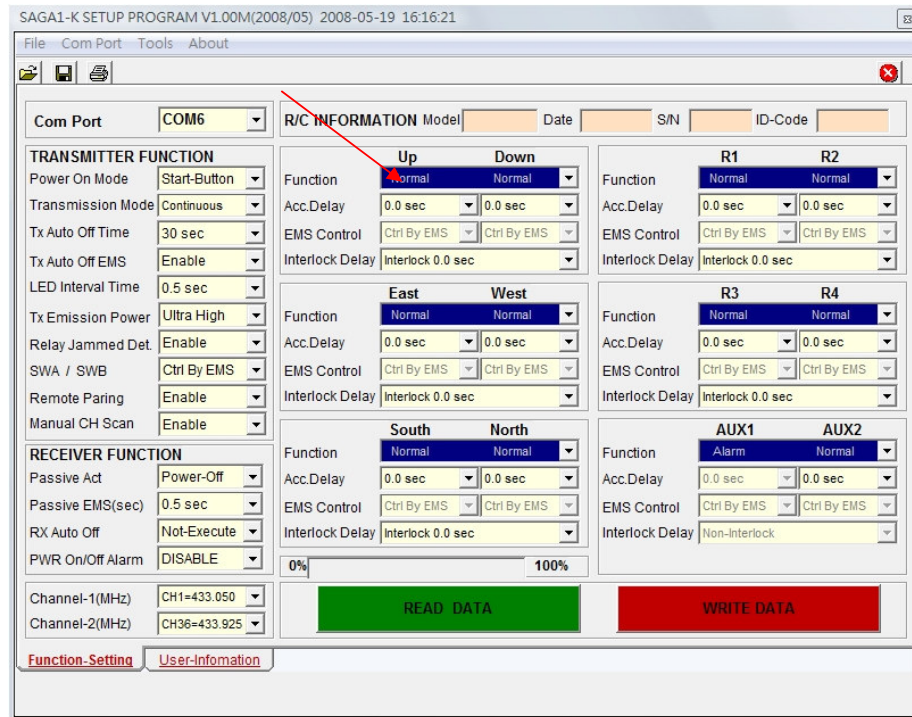 SAGA1-K SETUP PROGRAM V1.00M(2008/05) 2008-05-19 16:16:21
File Com Port Tools About
Com Port COM6
R/C INFORMATION Model Date S/N ID-Code
TRANSMITTER FUNCTION
Power On Mode Start-Button
Transmission Mode Continuous
Tx Auto Off Time 30 sec
Tx Auto Off EMS Enable
LED Interval Time 0.5 sec
Tx Emission Power Ultra High
Relay Jammed Det. Enable
SWA / SWB Ctrl By EMS
Remote Paring Enable
Manual CH Scan Enable
RECEIVER FUNCTION
Passive Act Power-Off
Passive EMS(sec) 0.5 sec
RX Auto Off Not-Execute
PWR On/Off Alarm DISABLE
Channel-1(MHz) CH1=433.050
Channel-2(MHz) CH36=433.925
Up Down
Function Normal Normal
Acc.Delay 0.0 sec 0.0 sec
EMS Control Ctrl By EMS Ctrl By EMS
Interlock Delay Interlock 0.0 sec
East West
Function Normal Normal
Acc.Delay 0.0 sec 0.0 sec
EMS Control Ctrl By EMS Ctrl By EMS
Interlock Delay Interlock 0.0 sec
South North
Function Normal Normal
Acc.Delay 0.0 sec 0.0 sec
EMS Control Ctrl By EMS Ctrl By EMS
Interlock Delay Interlock 0.0 sec
R1 R2
Function Normal Normal
Acc.Delay 0.0 sec 0.0 sec
EMS Control Ctrl By EMS Ctrl By EMS
Interlock Delay Interlock 0.0 sec
R3 R4
Function Normal Normal
Acc.Delay 0.0 sec 0.0 sec
EMS Control Ctrl By EMS Ctrl By EMS
Interlock Delay Interlock 0.0 sec
AUX1 AUX2
Function Alarm Normal
Acc.Delay 0.0 sec 0.0 sec
EMS Control Ctrl By EMS Ctrl By EMS
Interlock Delay Non-Interlock
0% 100%
READ DATA WRITE DATA
Function-Setting User-Infomation